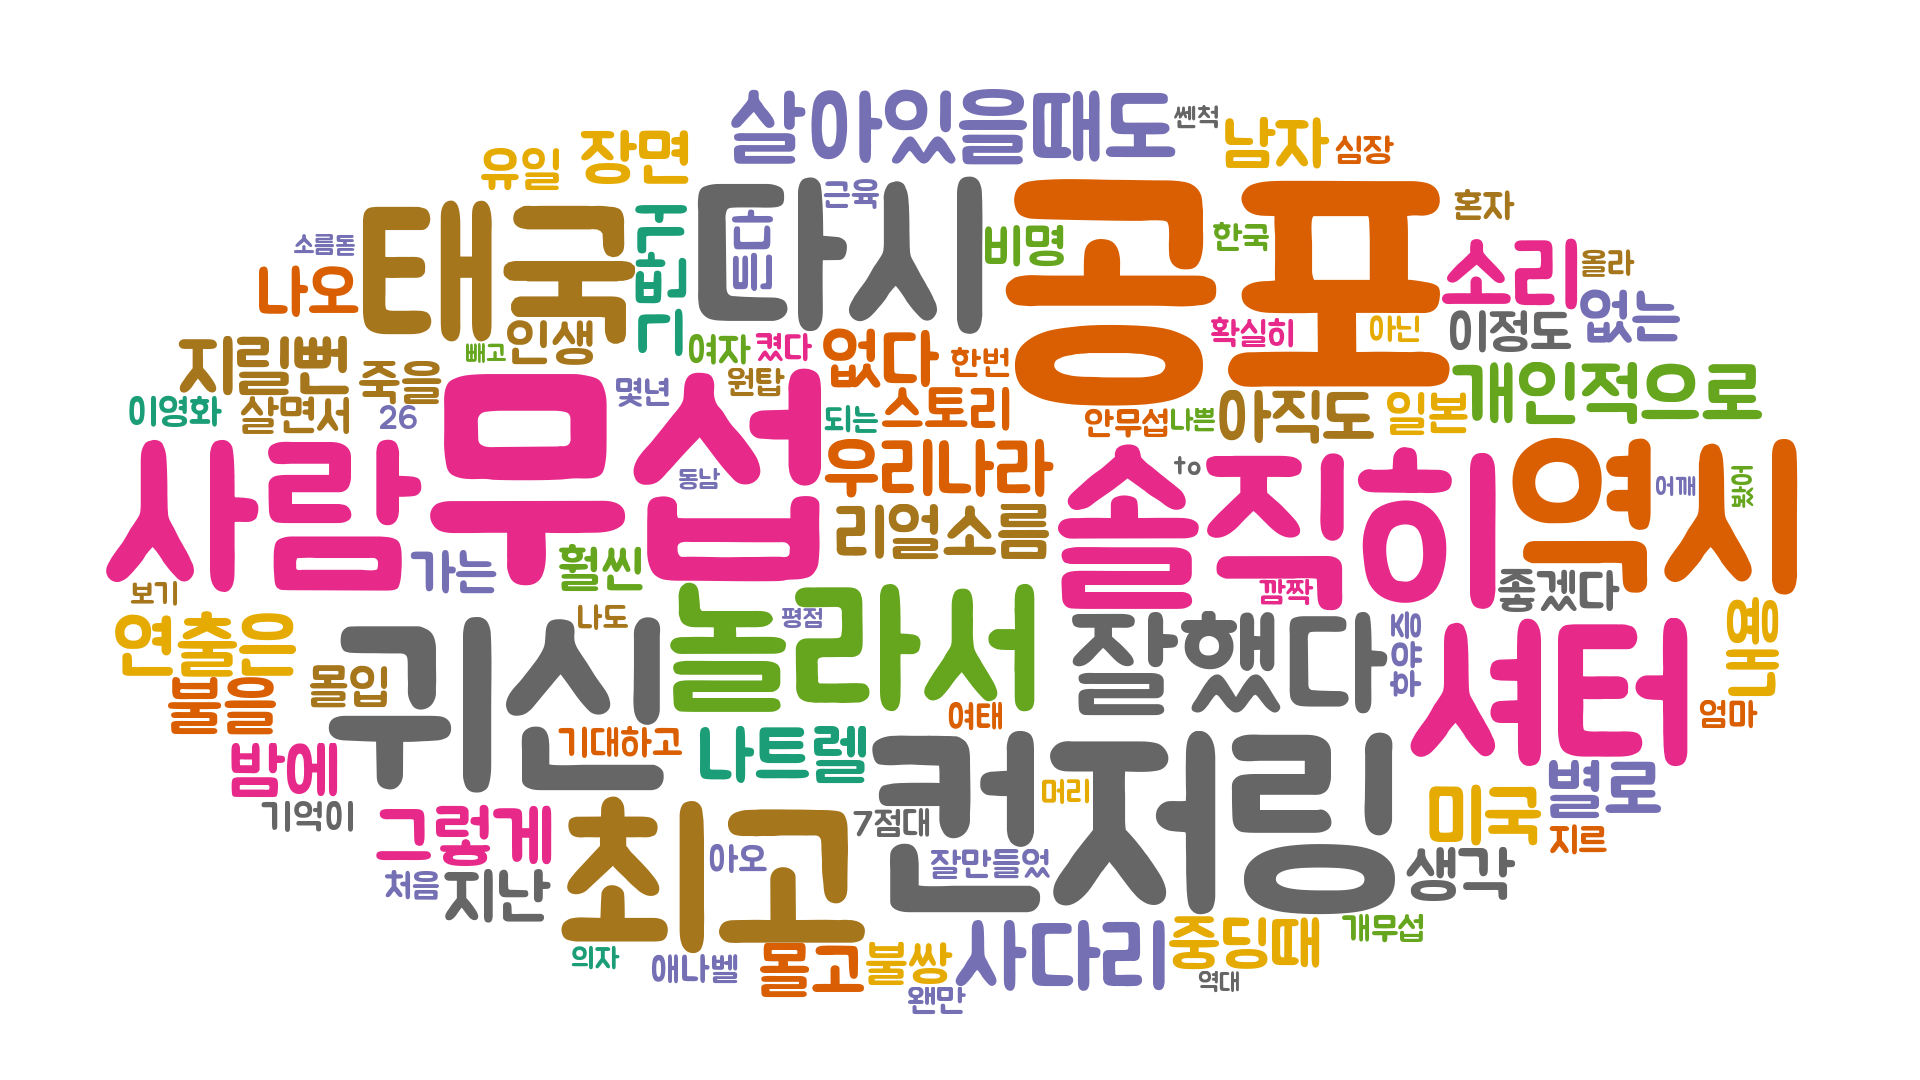 살아있을때도
쎈척
남자
심장
유일
장면
태국
다시
근육
공포
혼자
소름돋
나오
비명
한국
소리
올라
인생
빼고
여자
켰다
없다
한번
확실히
아닌
이정도
없는
지릴뻔
죽을
몇년
원탑
이영화
살면서
26
되는
스토리
안무섭
나쁜
아직도
일본
개인적으로
사람
무섭
동남
우리나라
리얼소름
솔직히
to
역시
어깨
봤어
가는
훨씬
깜짝
좋겠다
보기
나도
놀라서
평점
잘했다
중약하
셔터
옛날
연출은
귀신
몰입
불을
여태
엄마
밤에
기대하고
나트렐
컨저링
머리
미국
별로
기억이
그렇게
최고
7점대
지르
처음
지난
아오
잘만들었
생각
의자
애나벨
몰고
불쌍
사다리
중딩때
개무섭
왠만
역대